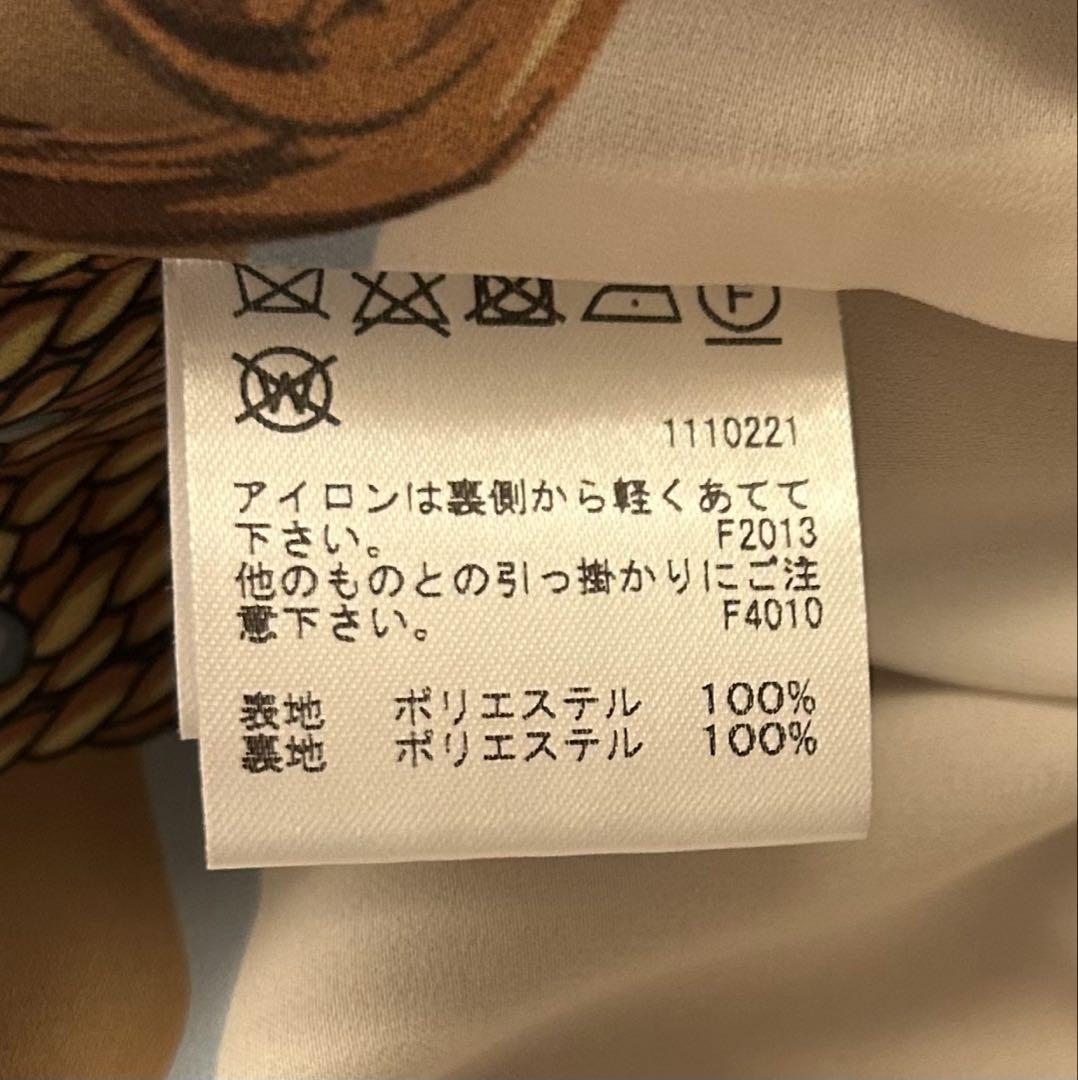 F
W
1110221
アイロンは裏側から軽くあてて
下さい。 F2013
他のものとの引っ掛かりにご注
意下さい。 F4010
表地 ポリエステル 100%
裏地 ポリエステル 100%